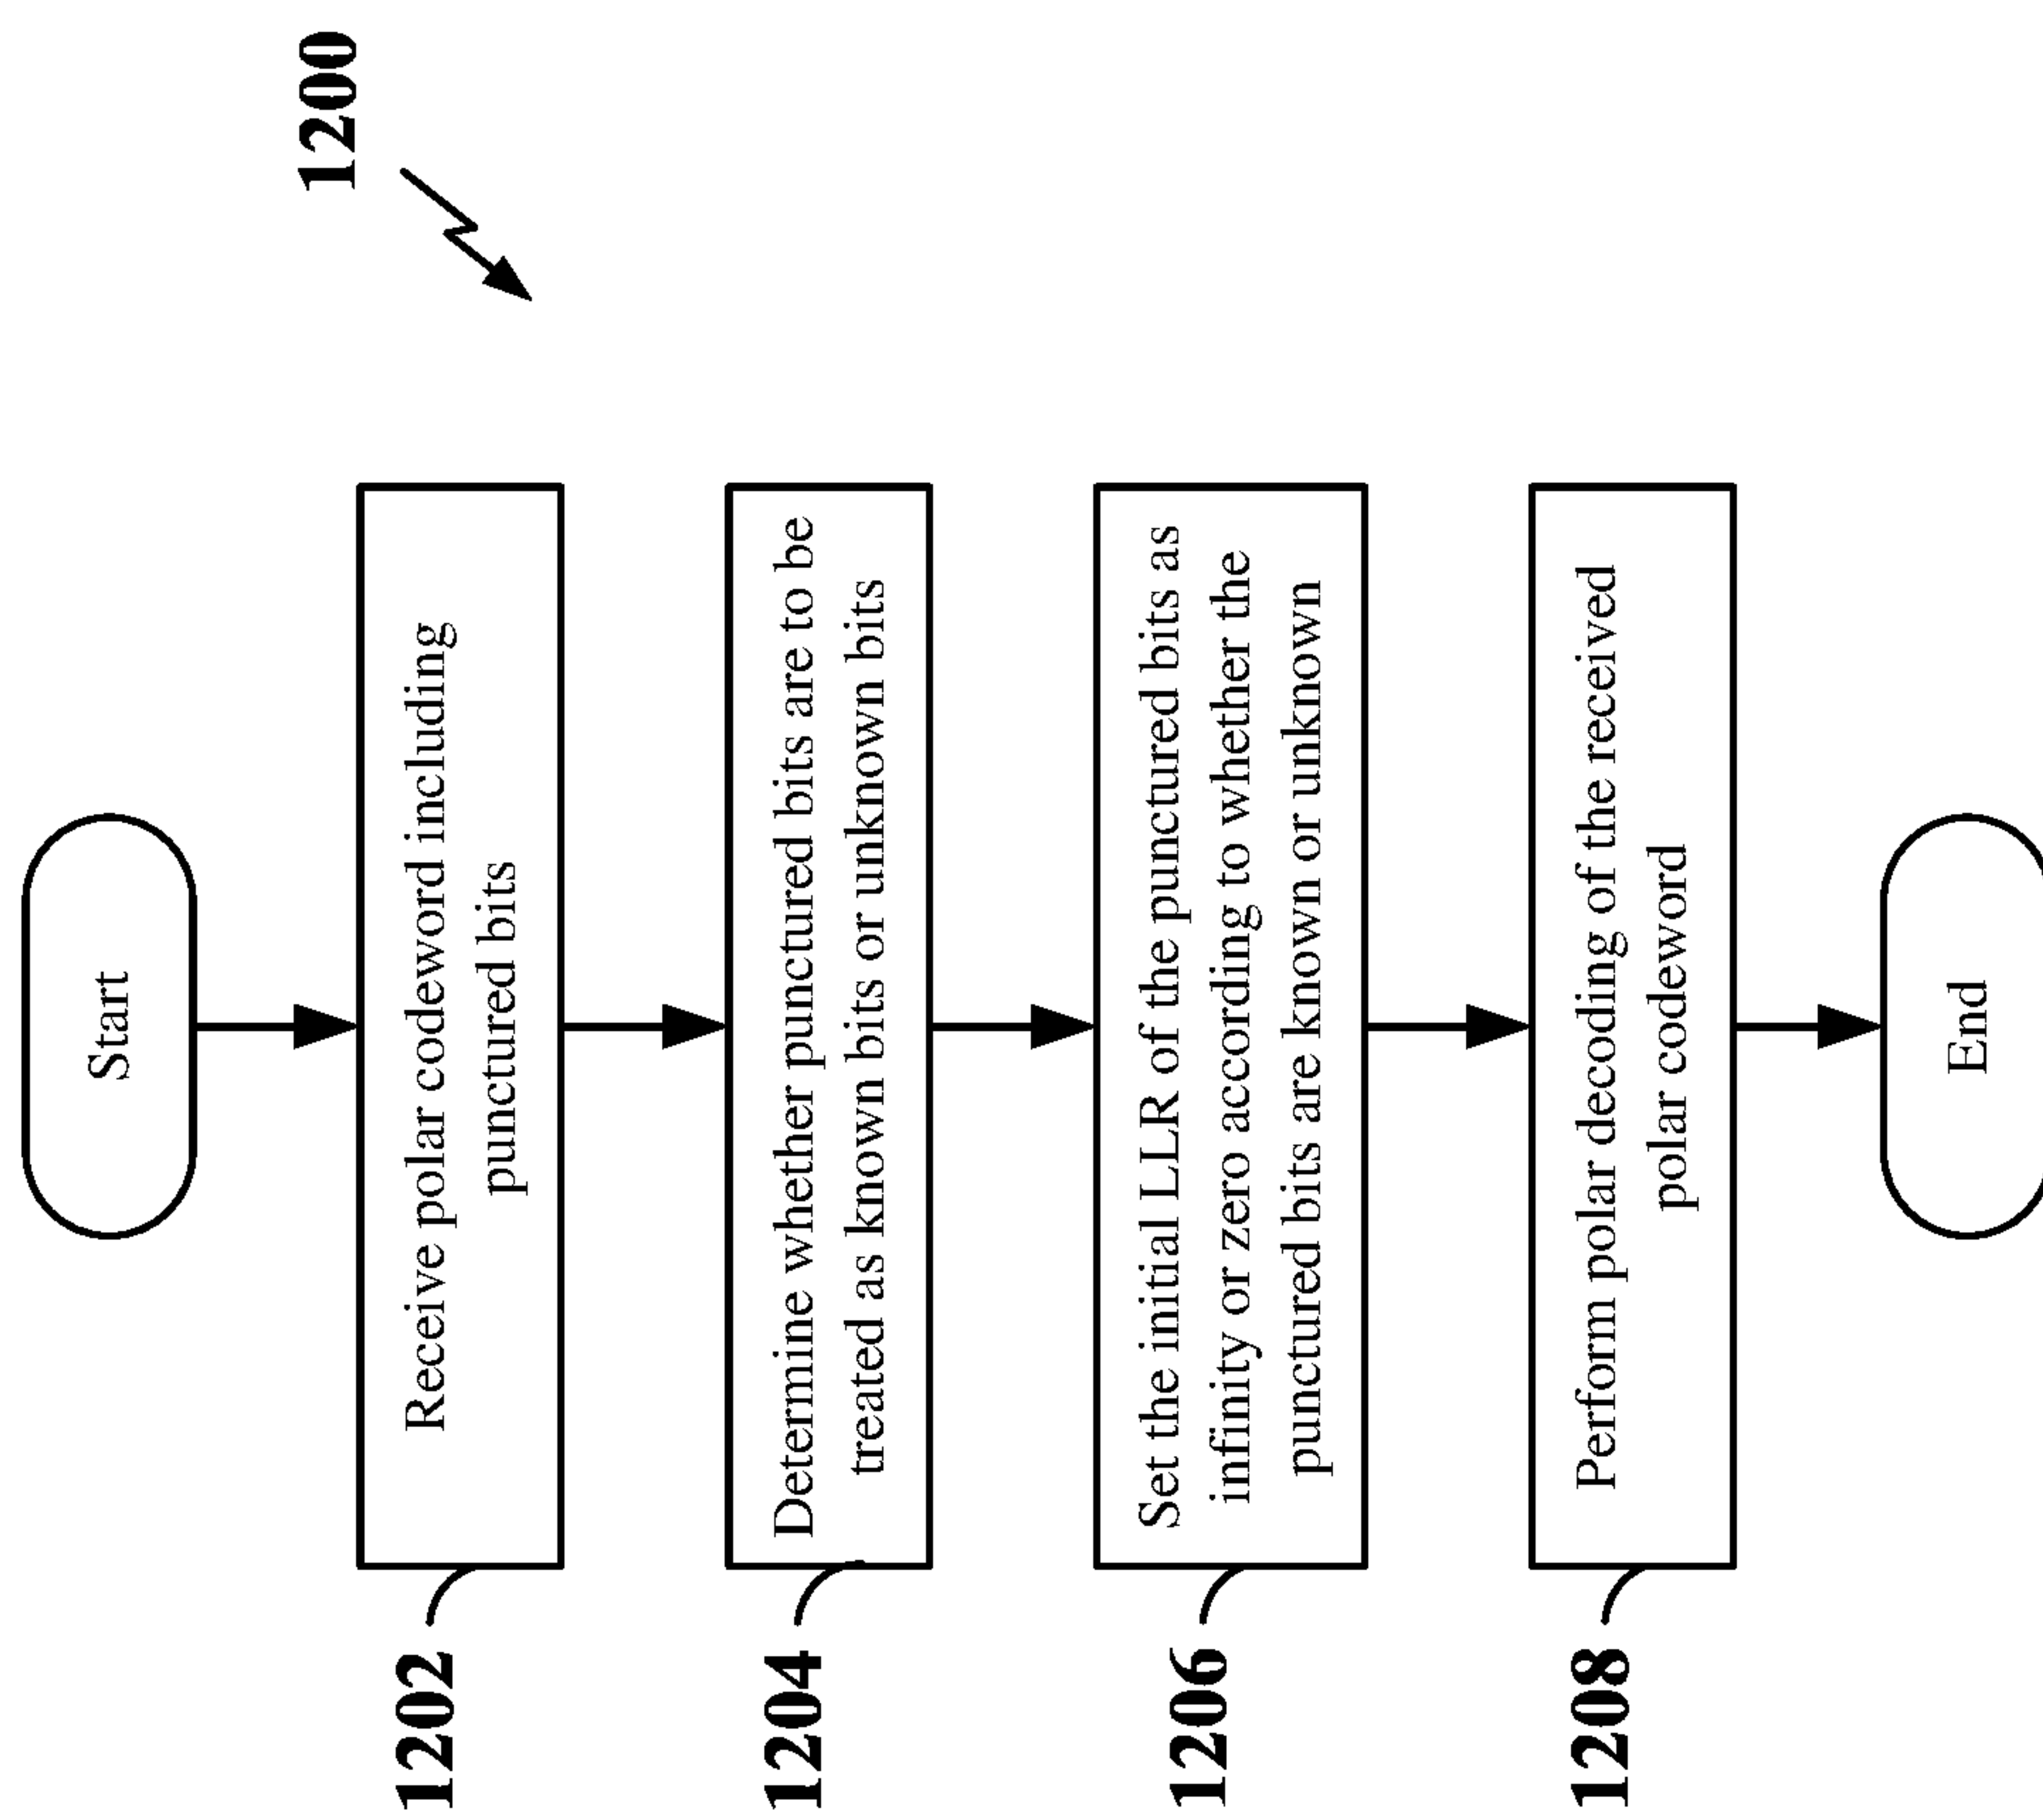 1200
Start
1202
Receive polar codeword including
punctured bits
1204
Determine whether punctured bits are to be
treated as known bits or unknown bits
1206
Set the initial LLR of the punctured bits as
infinity or zero according to whether the
punctured bits are known or unknown
1208
Perform polar decoding of the received
polar codeword
End